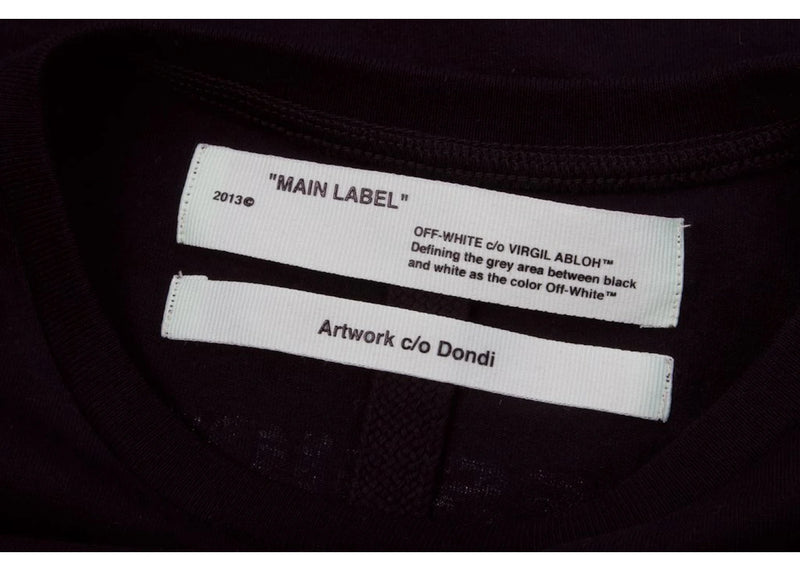 "MAIN LABEL"
2013©
OFF-WHITE c/o VIRGIL ABLOH™
Defining the grey area between black
and white as the color Off-White™
Artwork c/o Dondi